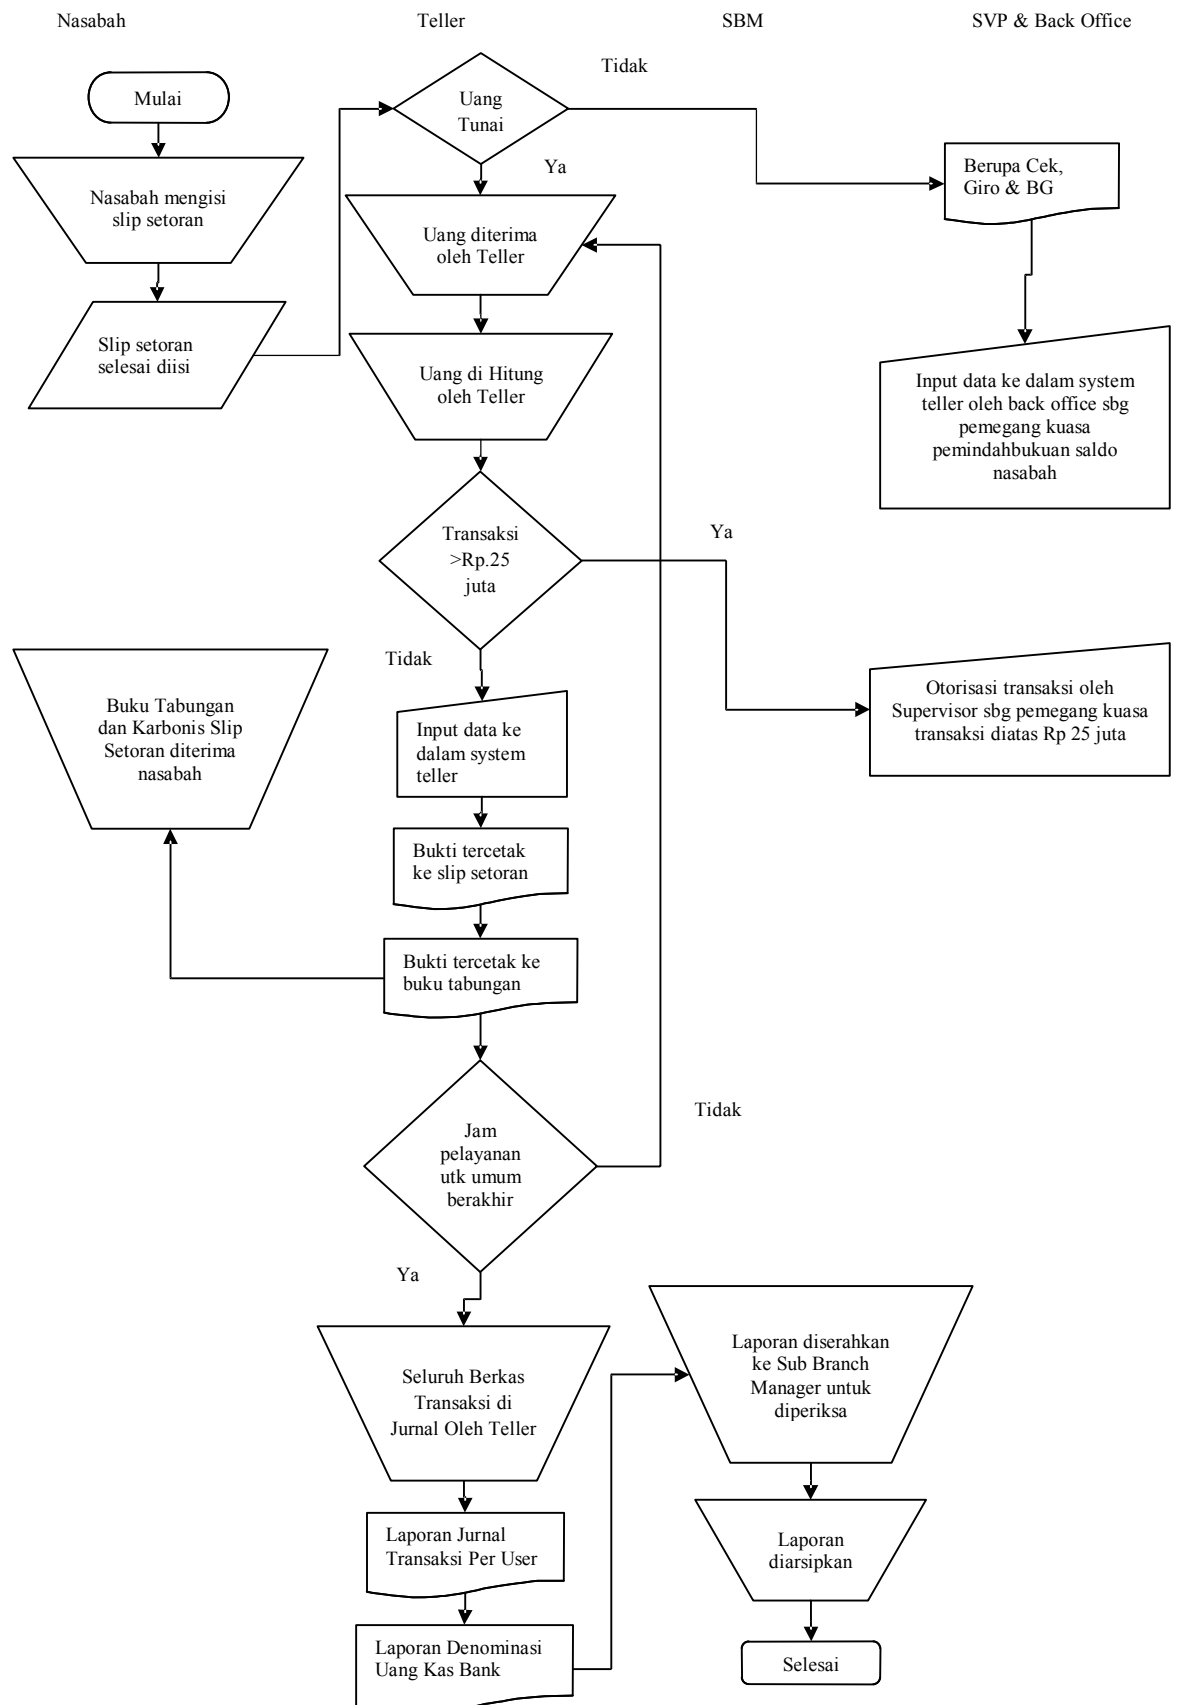 Nasabah
Teller
SBM
SVP & Back Office
Mulai
Nasabah mengisi
slip setoran
Slip setoran
selesai diisi
Uang
Tunai
Tidak
Ya
Berupa Cek,
Giro & BG
Uang diterima
oleh Teller
Uang di Hitung
oleh Teller
Input data ke dalam system
teller oleh back office sbg
pemegang kuasa
pemindahbukuan saldo
nasabah
Transaksi
>Rp.25
juta
Ya
Tidak
Otorisasi transaksi oleh
Supervisor sbg pemegang kuasa
transaksi diatas Rp 25 juta
Buku Tabungan
dan Karbonis Slip
Setoran diterima
nasabah
Input data ke
dalam system
teller
Bukti tercetak
ke slip setoran
Bukti tercetak ke
buku tabungan
Jam
pelayanan
utk umum
berakhir
Tidak
Ya
Seluruh Berkas
Transaksi di
Jurnal Oleh Teller
Laporan Jurnal
Transaksi Per User
Laporan Denominasi
Uang Kas Bank
Laporan diserahkan
ke Sub Branch
Manager untuk
diperiksa
Laporan
diarsipkan
Selesai